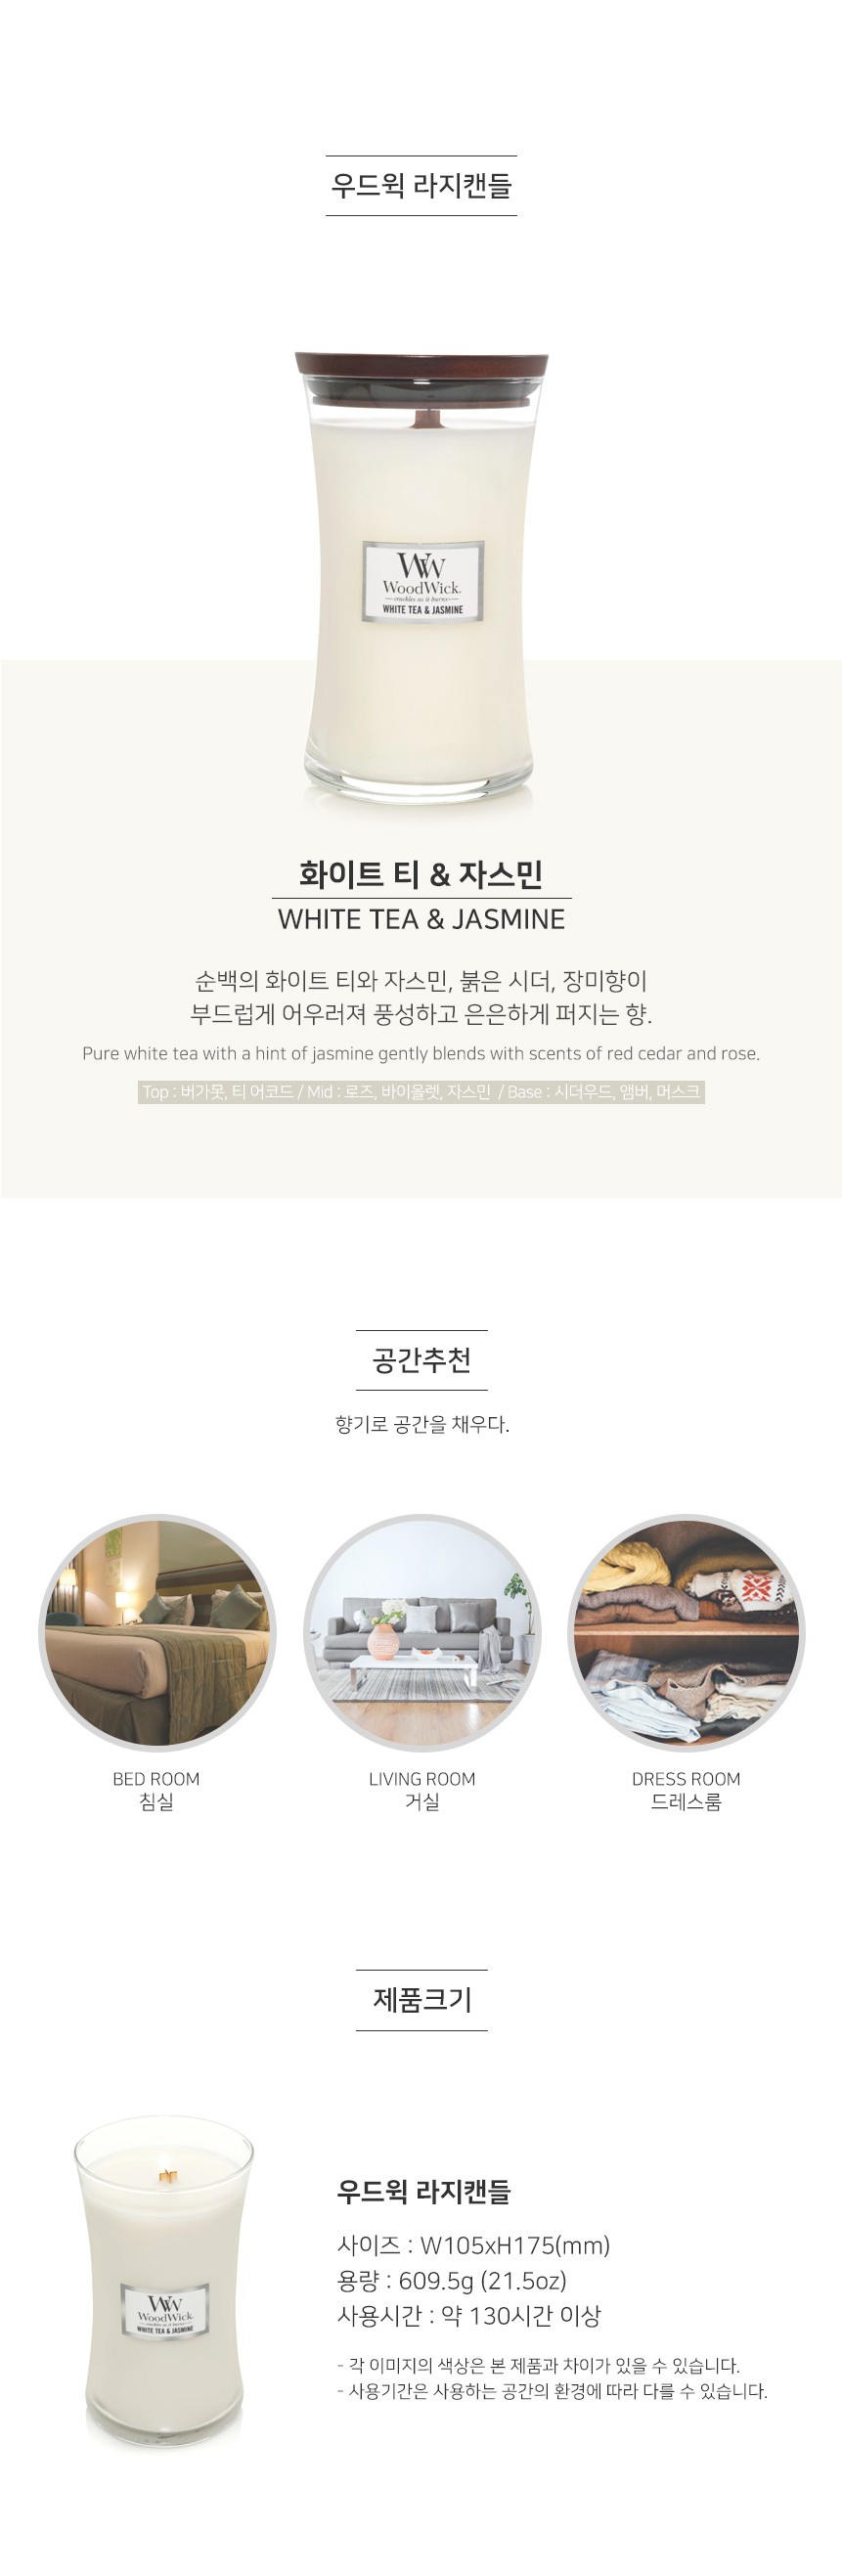 우드윅 라지캔들
WW
WoodWick.
crackles as it burns
WHITE TEA & JASMINE
화이트 티 & 자스민
WHITE TEA & JASMINE
순백의 화이트 티와 자스민, 붉은 시더, 장미향이
부드럽게 어우러져 풍성하고 은은하게 퍼지는 향.
Pure white tea with a hint of jasmine gently blends with scents of red cedar and rose.
Top : 버가못, 티 어코드 / Mid : 로즈, 바이올렛, 자스민 / Base : 시더우드, 앰버, 머스크
공간추천
향기로 공간을 채우다.
BED ROOM
침실
LIVING ROOM
거실
DRESS ROOM
드레스룸
제품크기
WW
WoodWick.
crackles as it burns
WHITE TEA & JASMINE
우드윅 라지캔들
사이즈 : W105xH175(mm)
용량 : 609.5g (21.5oz)
사용시간 : 약 130시간 이상
- 각 이미지의 색상은 본 제품과 차이가 있을 수 있습니다.
- 사용기간은 사용하는 공간의 환경에 따라 다를 수 있습니다.